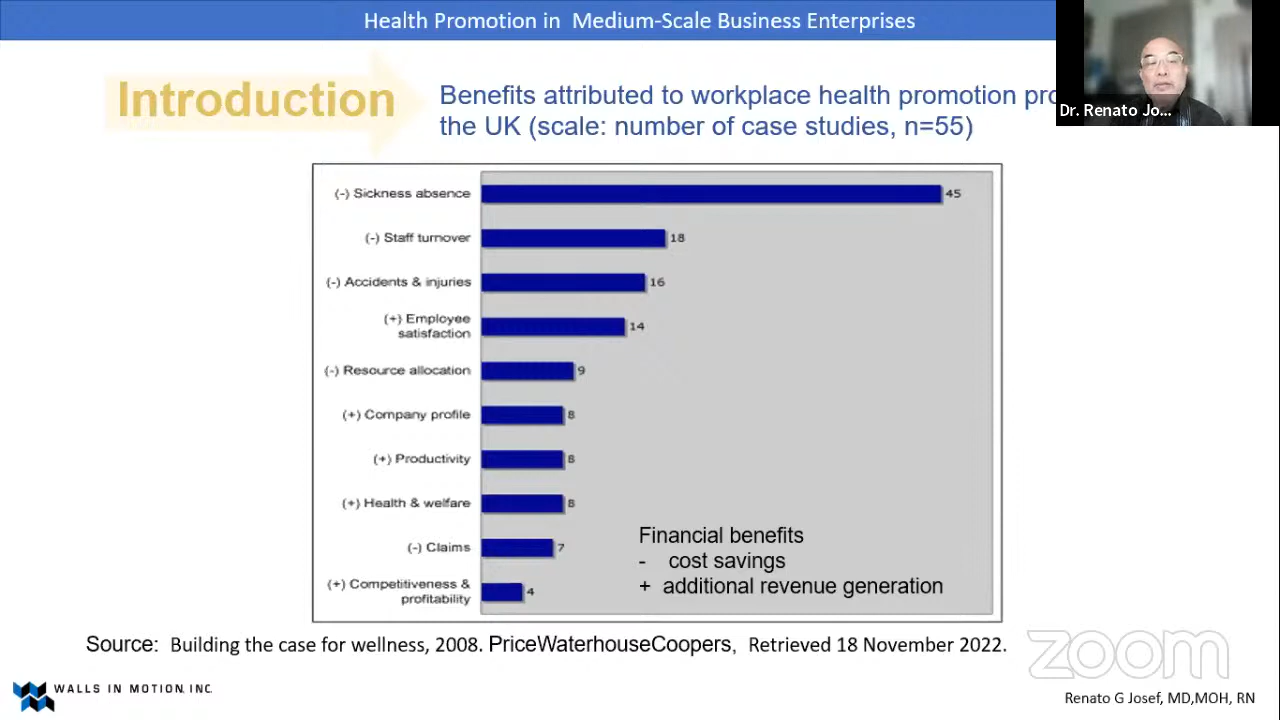 Health Promotion in Medium-Scale Business Enterprises
Introduction
Benefits attributed to workplace health promotion
the UK (scale: number of case studies, n=55)
Dr. Renato Jo...
(-) Sickness absence 45
(-) Staff turnover 18
(-) Accidents & injuries 16
(+) Employee
satisfaction 14
(-) Resource allocation 9
(+) Company profile 8
(+) Productivity 8
(+) Health & welfare 8
(-) Claims 7
(+) Competitiveness &
profitability 4
Financial benefits
- cost savings
+ additional revenue generation
Source: Building the case for wellness, 2008. PriceWaterhouseCoopers, Retrieved 18 November 2022.
zoom
WALLS IN MOTION, INC.
Renato G Josef, MD,MOH, RN